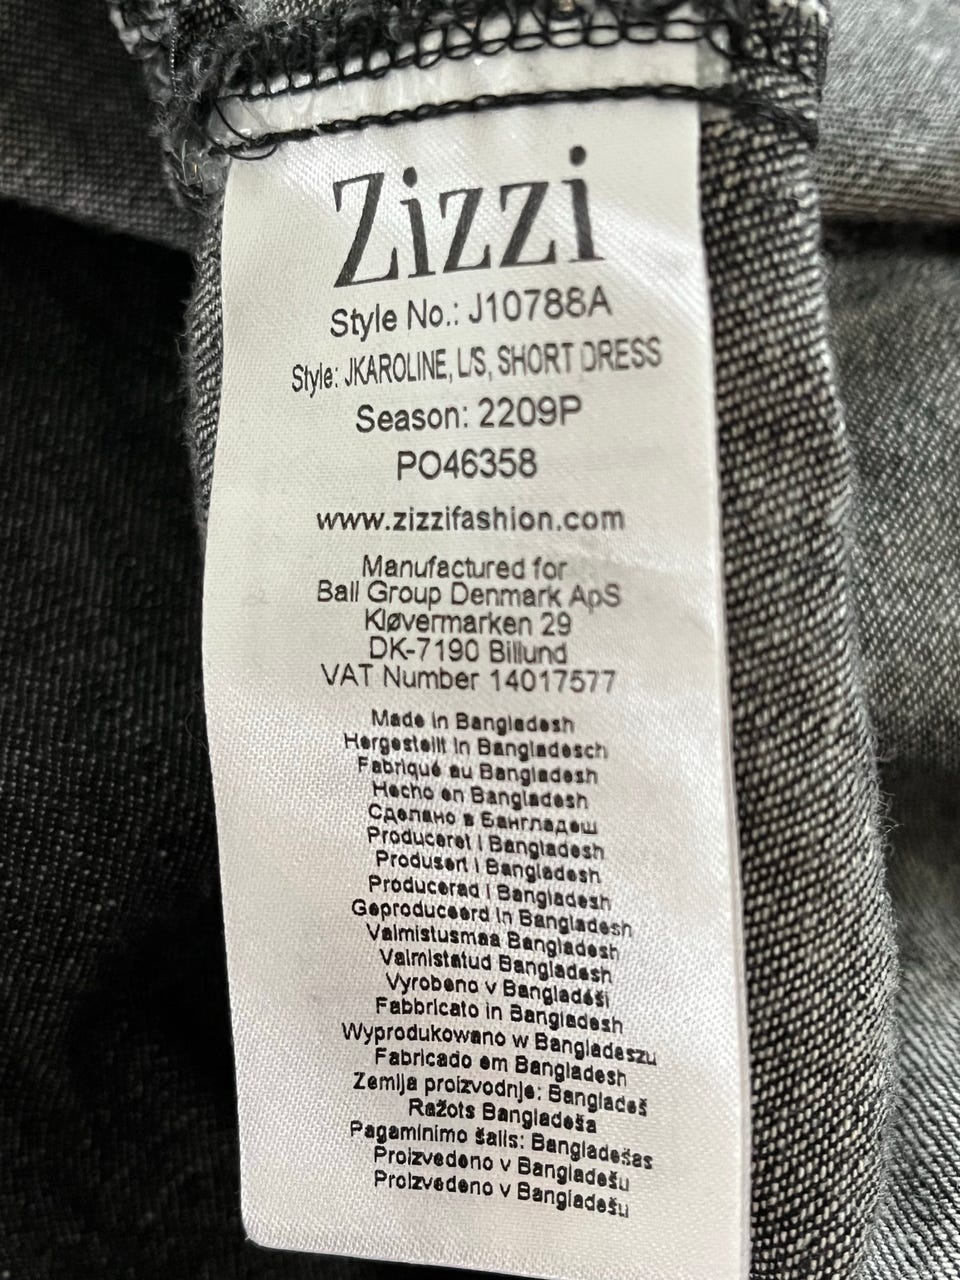 Zizzi
Style No.: J10788A
Style: JKAROLINE, L/S, SHORT DRESS
Season: 2209P
PO46358
www.zizzifashion.com
Manufactured for
Ball Group Denmark ApS
Kløvermarken 29
DK-7190 Billund
VAT Number 14017577
Made in Bangladesh
Hergestellt in Bangladesch
Fabriqué au Bangladesh
Hecho en Bangladesh
Сделано в Бангладеш
Produceret i Bangladesh
Produsert i Bangladesh
Producerad i Bangladesh
Geproduceerd in Bangladesh
Valmistusmaa Bangladesh
Valmistatud Bangladesh
Vyrobeno v Bangladéši
Fabbricato in Bangladesh
Wyprodukowano w Bangladeszu
Fabricado em Bangladesh
Zemlja proizvodnje: Bangladeš
Ražots Bangladeša
Pagaminimo šalis: Bangladešas
Proizvedeno v Bangladešu
Proizvedeno v Bangladešu